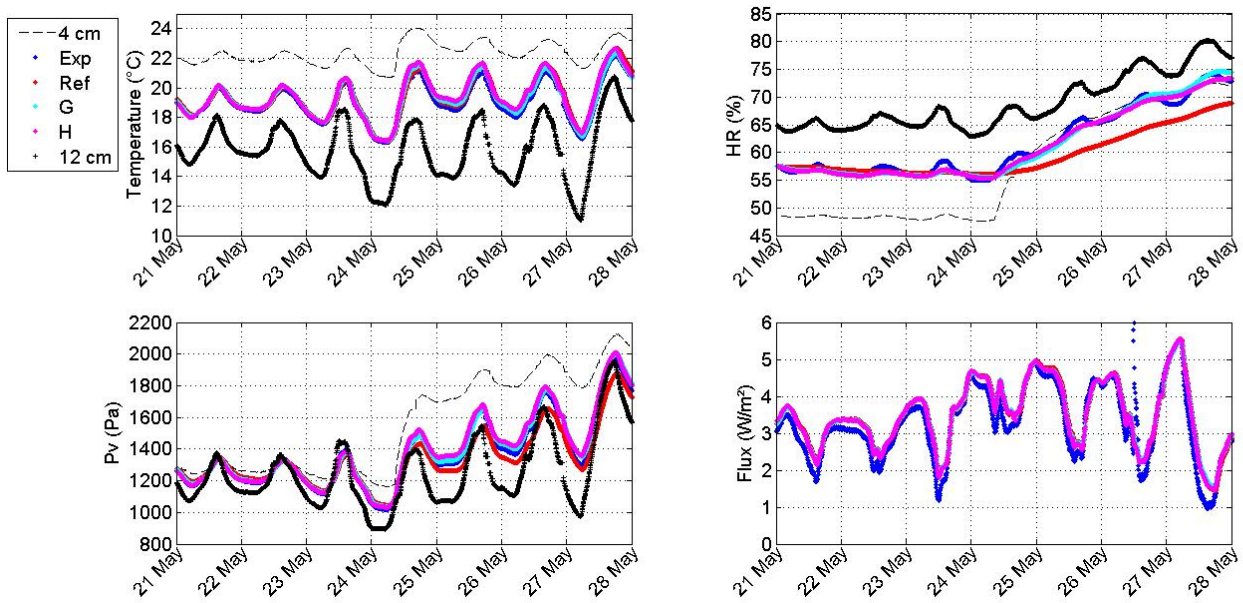 4 cm
Exp
Ref
G
H
12 cm
Temperature (°C)
24
22
20
18
16
14
12
10
21 May
22 May
23 May
24 May
25 May
26 May
27 May
28 May
HR (%)
85
80
75
70
65
60
55
50
45
21 May
22 May
23 May
24 May
25 May
26 May
27 May
28 May
Pv (Pa)
2200
2000
1800
1600
1400
1200
1000
800
21 May
22 May
23 May
24 May
25 May
26 May
27 May
28 May
Flux (W/m²)
6
5
4
3
2
1
0
21 May
22 May
23 May
24 May
25 May
26 May
27 May
28 May